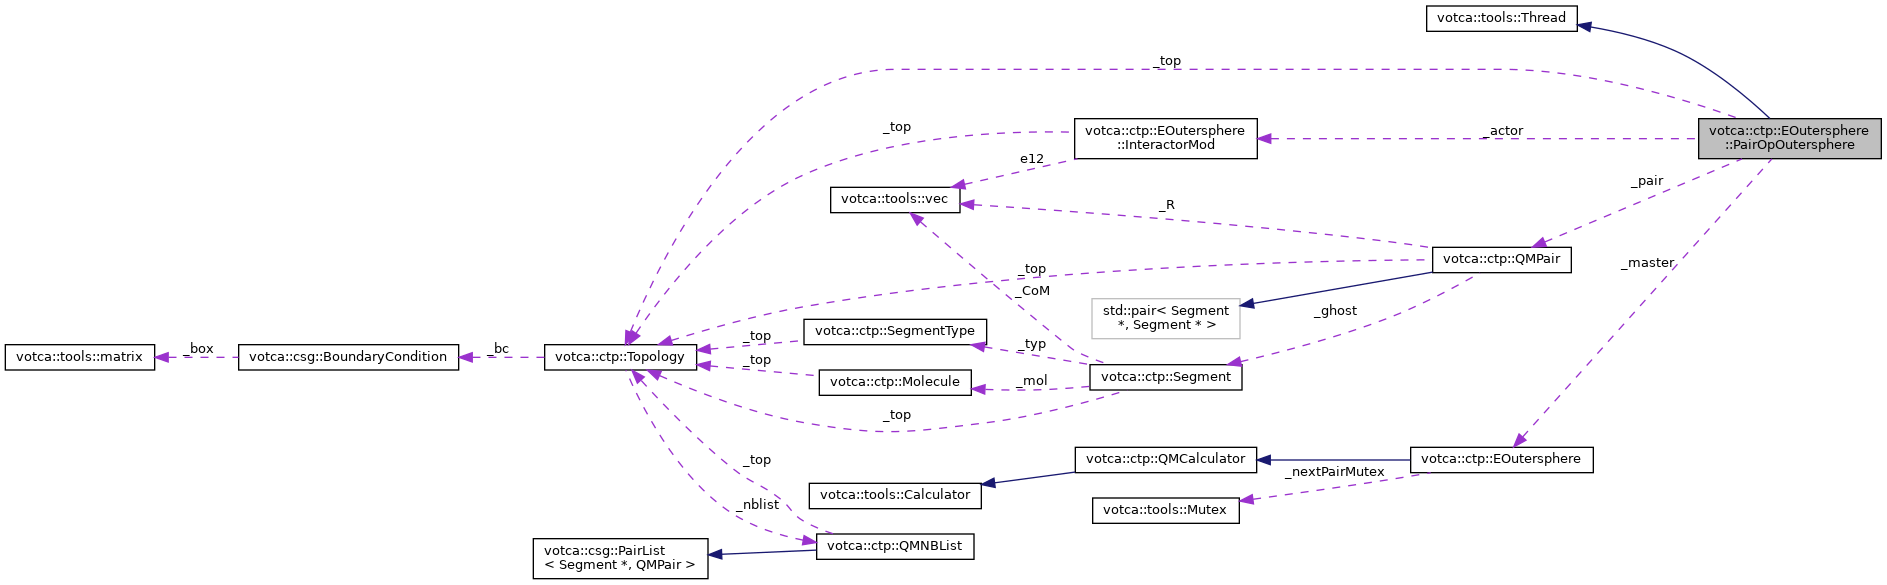 votca::tools::Thread
_top
_top
votca::ctp::EOutersphere
::InteractorMod
_actor
votca::ctp::EOutersphere
::PairOpOutersphere
e12
_pair
votca::tools::vec
_R
votca::ctp::QMPair
_master
_top
_CoM
std::pair< Segment
*, Segment * >
_ghost
votca::ctp::SegmentType
_top
_typ
votca::tools::matrix
_box
votca::csg::BoundaryCondition
_bc
votca::ctp::Topology
_top
votca::ctp::Molecule
_mol
votca::ctp::Segment
_top
_top
votca::ctp::QMCalculator
votca::ctp::EOutersphere
_nextPairMutex
votca::tools::Calculator
_nblist
votca::tools::Mutex
votca::csg::PairList
< Segment *, QMPair >
votca::ctp::QMNBList